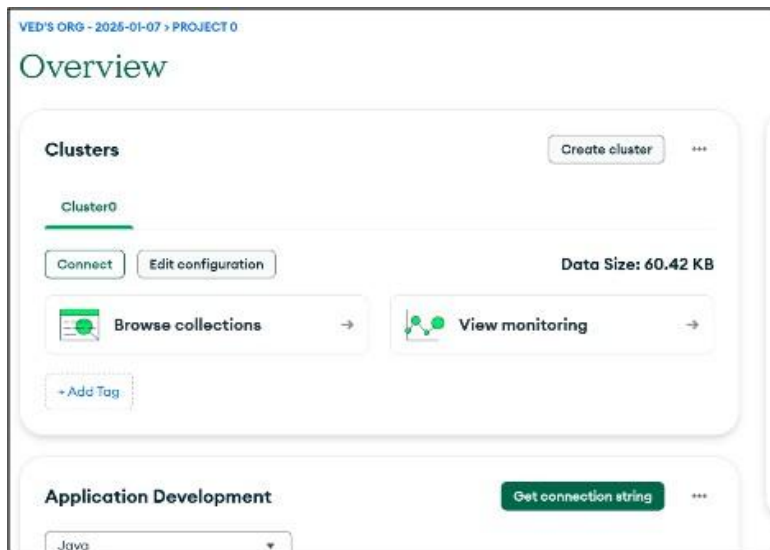 VED'S ORG - 2025-01-07 > PROJECT 0
Overview
Clusters
Create cluster
Cluster0
Connect
Edit configuration
Data Size: 60.42 KB
Browse collections
View monitoring
+ Add Tag
Application Development
Get connection string
Java